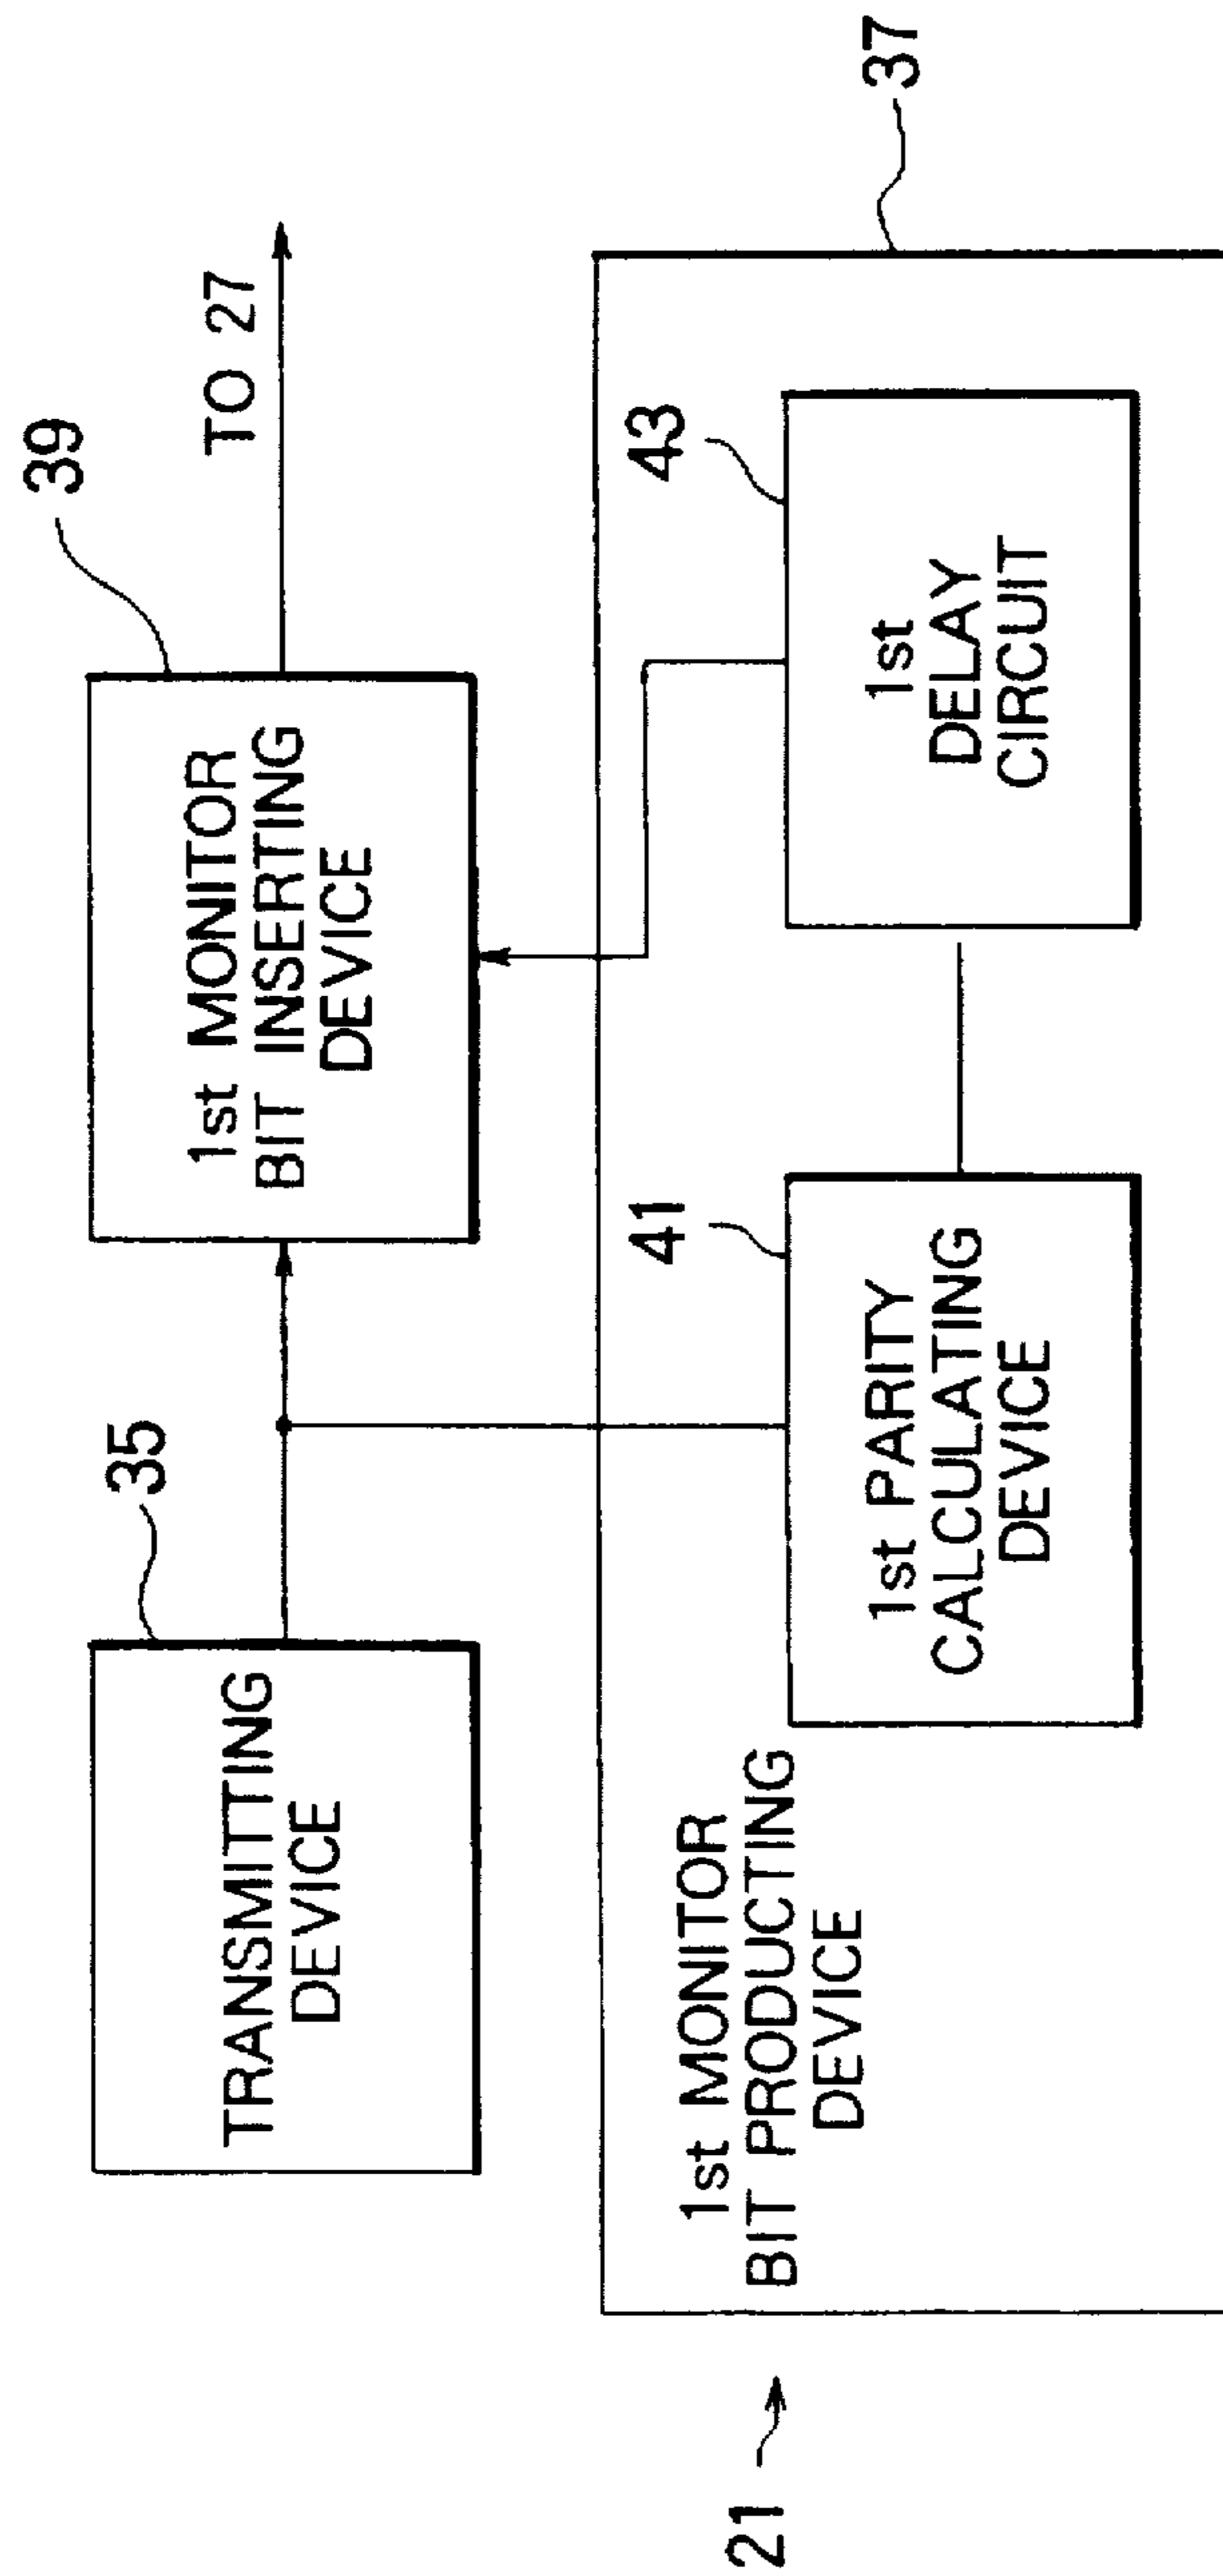 39
TO 27
35
TRANSMITTING
DEVICE
1st MONITOR
BIT INSERTING
DEVICE
37
43
41
1st MONITOR
BIT PRODUCTING
DEVICE
1st PARITY
CALCULATING
DEVICE
1st
DELAY
CIRCUIT
21